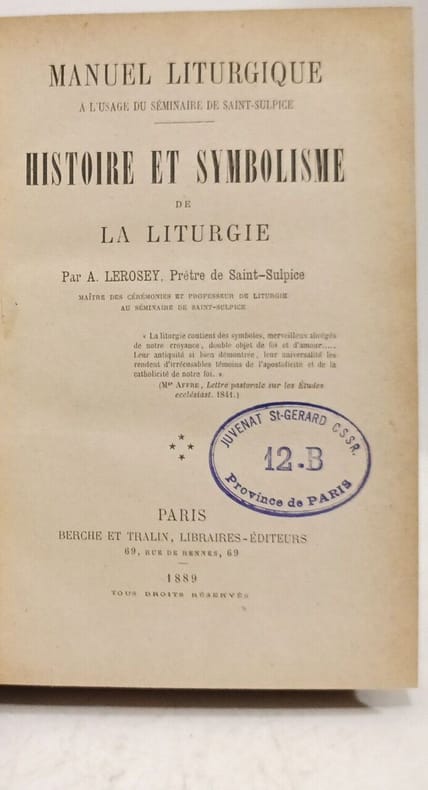 MANUEL LITURGIQUE
A L'USAGE DU SÉMINAIRE DE SAINT-SULPICE
HISTOIRE ET SYMBOLISME
DE
LA LITURGIE
Par A. LEROSEY, Prêtre de Saint-Sulpice
MAÎTRE DES CÉRÉMONIES ET PROFESSEUR DE LITURGIE
AU SÉMINAIRE DE SAINT-SULPICE
« La liturgie contient des symboles, merveilleux abrégés
de notre croyance, double objet de foi et d'amour.....
Leur antiquité si bien démontrée, leur universalité les
rendent d'irrécusables témoins de l'apostolicité et de la
catholicité de notre foi. »
(Mgr AFFRE, Lettre pastorale sur les Études
ecclésiast. 1841.)
JUVENAT St-GERARD C.SS.R.
12.B
Province de PARIS
PARIS
BERCHE ET TRALIN, LIBRAIRES-ÉDITEURS
69, RUE DE RENNES, 69
1889
TOUS DROITS RÉSERVÉS